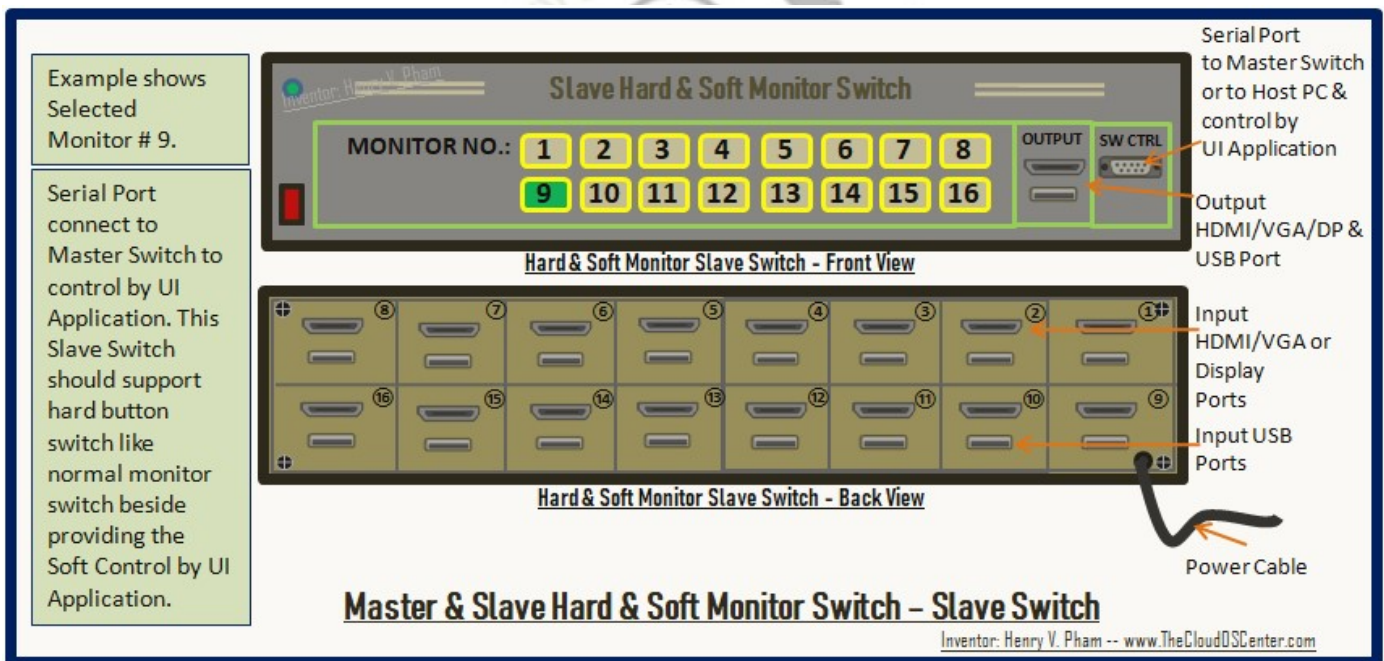 Example shows
Selected
Monitor # 9.
Serial Port
connect to
Master Switch to
control by UI
Application. This
Slave Switch
should support
hard button
switch like
normal monitor
switch beside
providing the
Soft Control by UI
Application.
Inventor: Henry V. Pham
Slave Hard & Soft Monitor Switch
MONITOR NO.: 1 2 3 4 5 6 7 8
9 10 11 12 13 14 15 16
OUTPUT
SW CTRL
Serial Port
to Master Switch
or to Host PC &
control by
UI Application
Output
HDMI/VGA/DP &
USB Port
Hard & Soft Monitor Slave Switch - Front View
8 7 6 5 4 3 2 1
16 15 14 13 12 11 10 9
Input
HDMI/VGA or
Display
Ports
Input USB
Ports
Hard & Soft Monitor Slave Switch - Back View
Power Cable
Master & Slave Hard & Soft Monitor Switch – Slave Switch
Inventor: Henry V. Pham -- www.TheCloudOSCenter.com